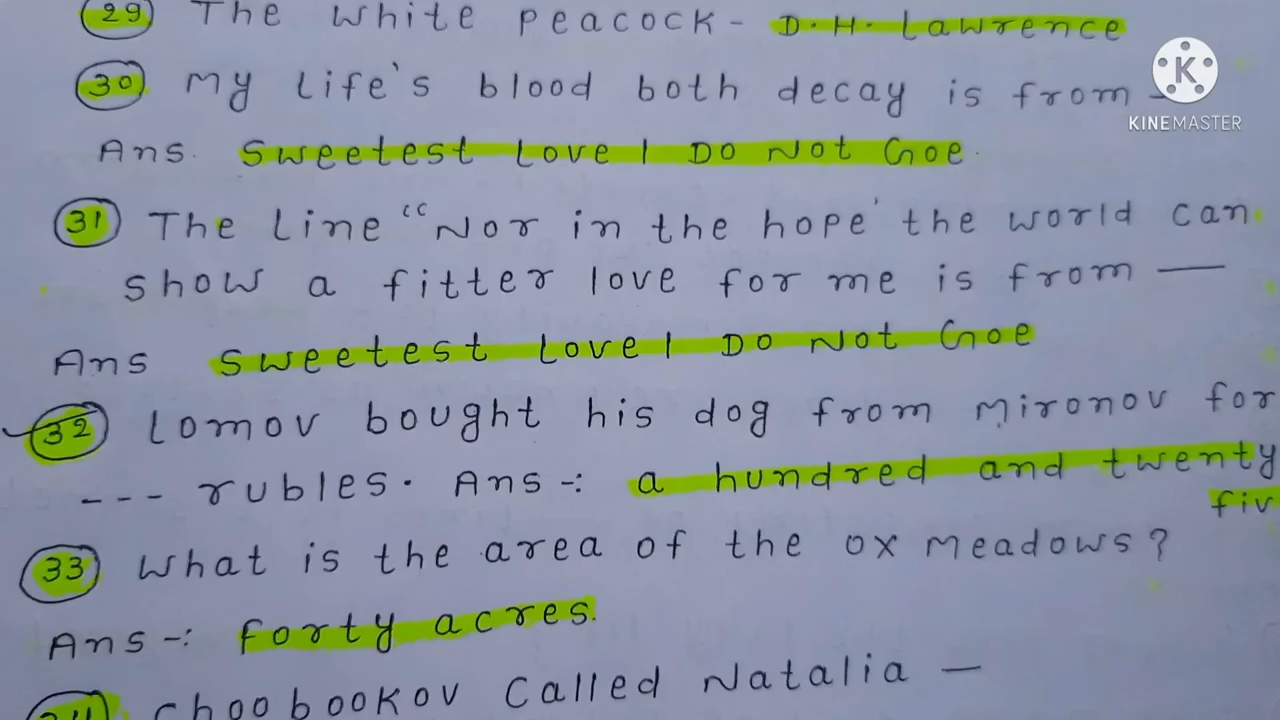 29 The White Peacock - D.H. Lawrence
30 My Life's blood both decay is from -
KINEMASTER
Ans. Sweetest Love I Do Not Goe.
31 The Line "Nor in the hope' the world can
show a fitter love for me is from —
Ans Sweetest Love I Do Not Goe
32 Lomov bought his dog from Mironov for
--- rubles. Ans -: a hundred and twenty
fiv
33 What is the area of the ox Meadows?
Ans -: forty acres.
34 Choobookov Called Natalia —